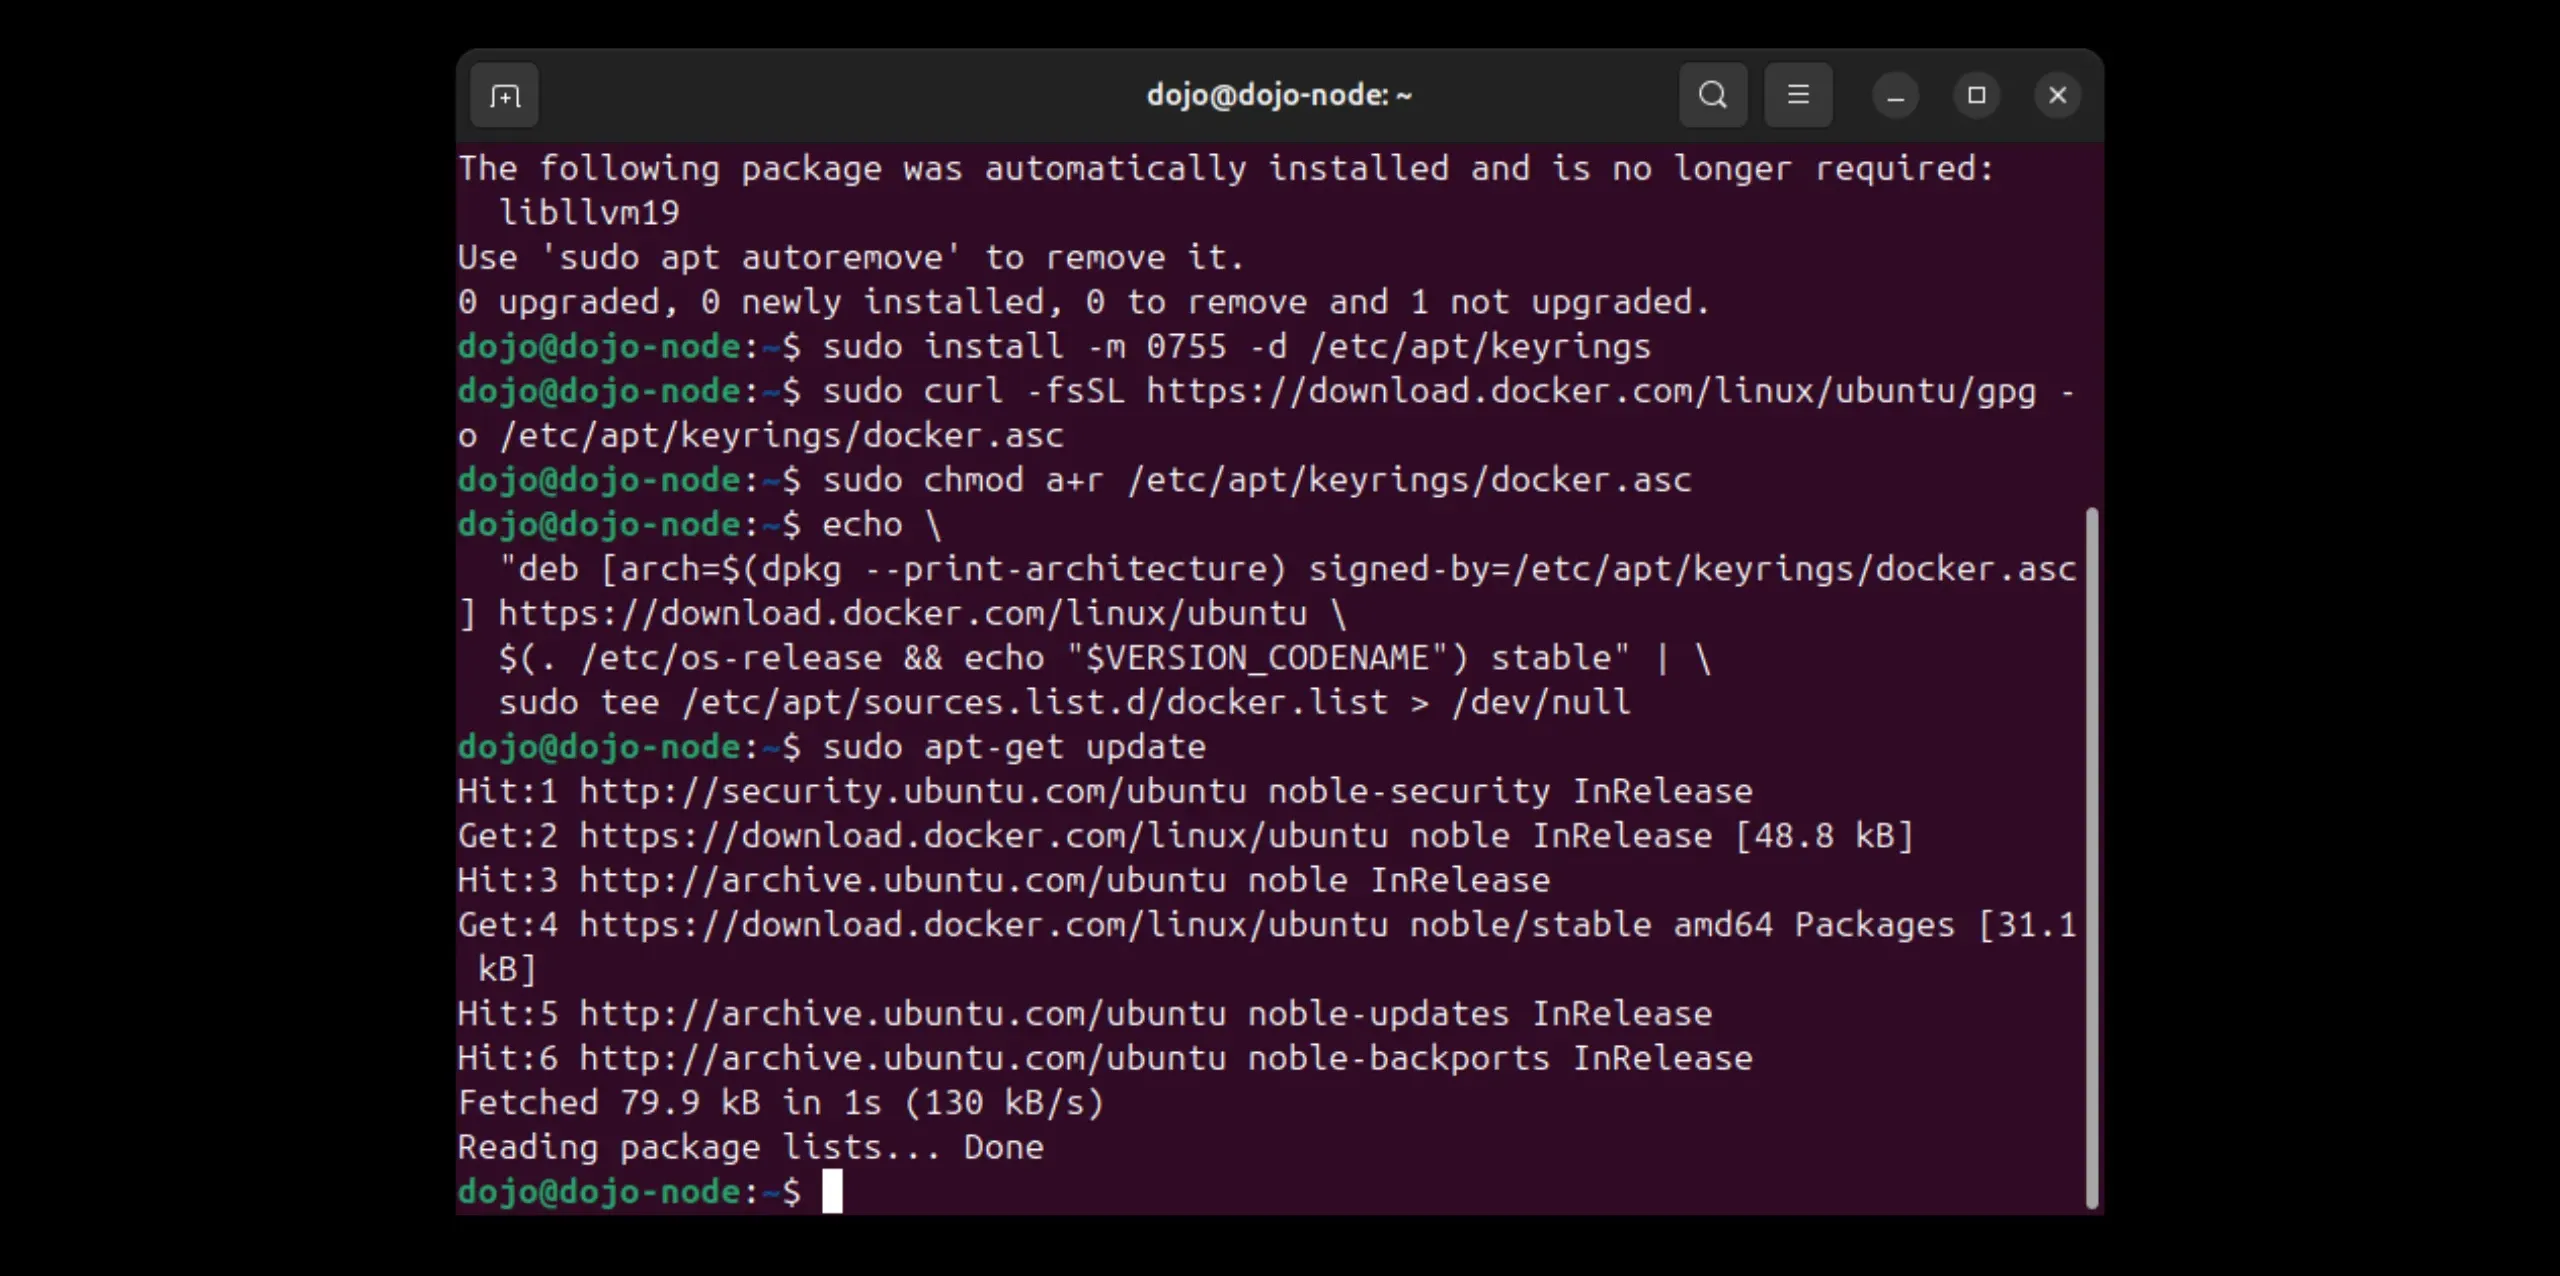 dojo@dojo-node: ~
The following package was automatically installed and is no longer required:
  libllvm19
Use 'sudo apt autoremove' to remove it.
0 upgraded, 0 newly installed, 0 to remove and 1 not upgraded.
dojo@dojo-node:~$ sudo install -m 0755 -d /etc/apt/keyrings
dojo@dojo-node:~$ sudo curl -fsSL https://download.docker.com/linux/ubuntu/gpg -
o /etc/apt/keyrings/docker.asc
dojo@dojo-node:~$ sudo chmod a+r /etc/apt/keyrings/docker.asc
dojo@dojo-node:~$ echo \
  "deb [arch=$(dpkg --print-architecture) signed-by=/etc/apt/keyrings/docker.asc
] https://download.docker.com/linux/ubuntu \
  $(. /etc/os-release && echo "$VERSION_CODENAME") stable" | \
  sudo tee /etc/apt/sources.list.d/docker.list > /dev/null
dojo@dojo-node:~$ sudo apt-get update
Hit:1 http://security.ubuntu.com/ubuntu noble-security InRelease
Get:2 https://download.docker.com/linux/ubuntu noble InRelease [48.8 kB]
Hit:3 http://archive.ubuntu.com/ubuntu noble InRelease
Get:4 https://download.docker.com/linux/ubuntu noble/stable amd64 Packages [31.1
 kB]
Hit:5 http://archive.ubuntu.com/ubuntu noble-updates InRelease
Hit:6 http://archive.ubuntu.com/ubuntu noble-backports InRelease
Fetched 79.9 kB in 1s (130 kB/s)
Reading package lists... Done
dojo@dojo-node:~$